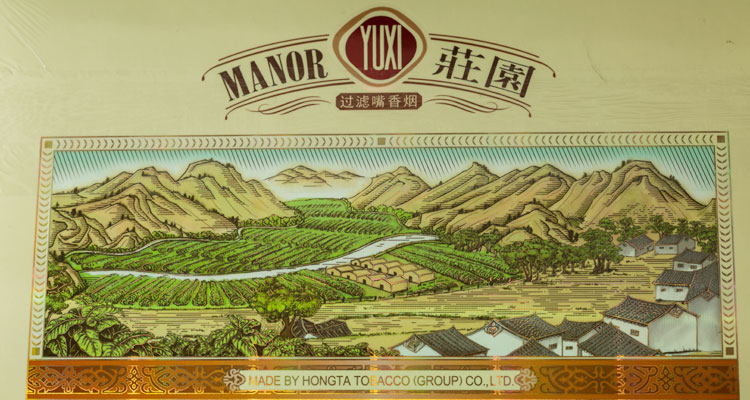 MANOR YUXI 莊園
过滤嘴香烟
MADE BY HONGTA TOBACCO (GROUP) CO., LTD.